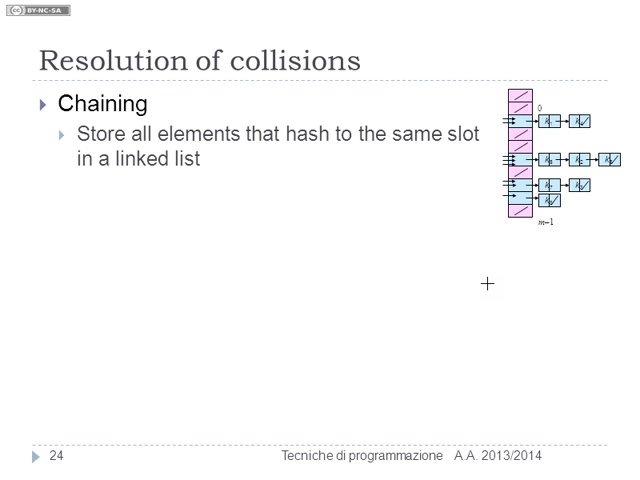 BY-NC-SA
Resolution of collisions
Chaining
Store all elements that hash to the same slot
in a linked list
0
m–1
24 Tecniche di programmazione A.A. 2013/2014